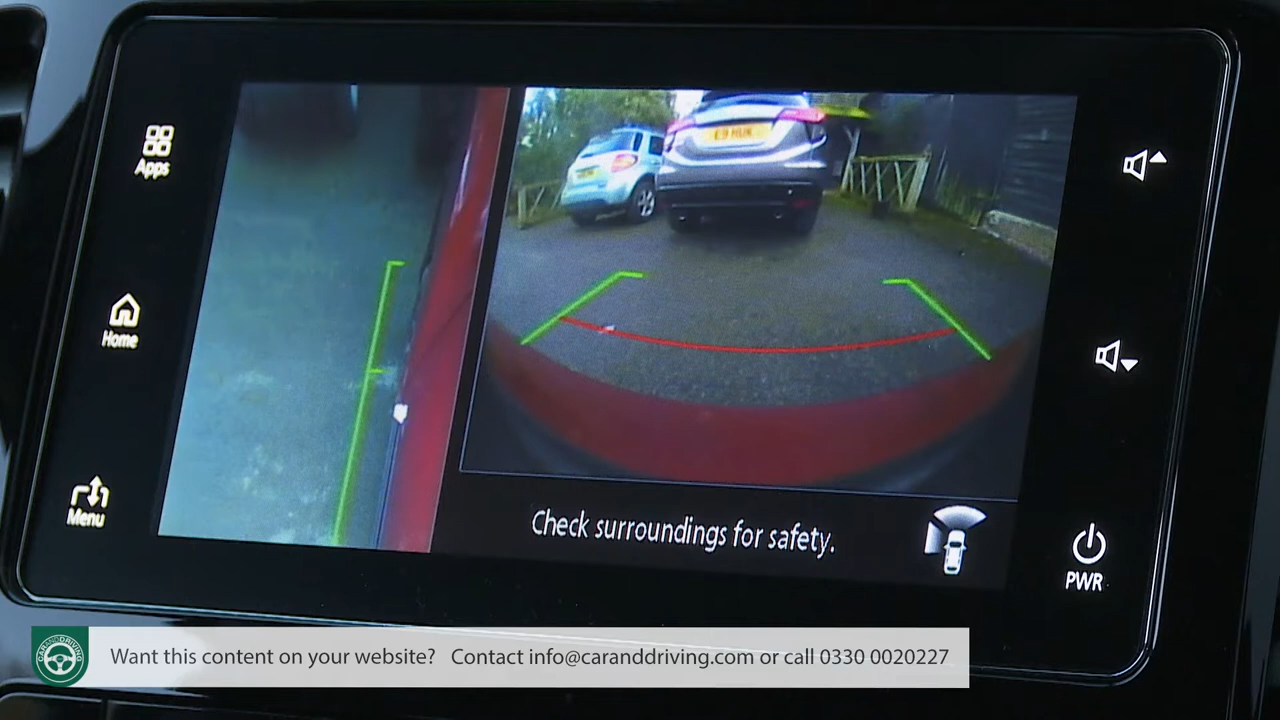 Apps
Home
Menu
E9 HUK
Check surroundings for safety.
PWR
CARANDDRIVING
Want this content on your website? Contact info@caranddriving.com or call 0330 0020227